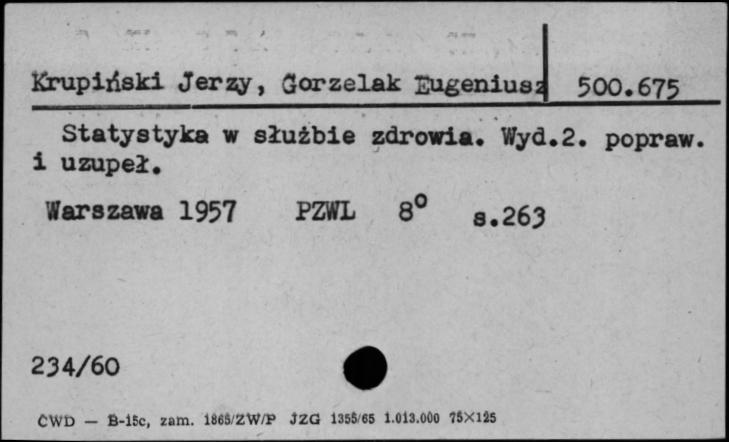 Krupiński Jerzy, Gorzelak Eugeniusz 500.675
Statystyka w służbie zdrowia. Wyd.2. popraw.
i uzupeł.
Warszawa 1957 PZWL 8° s.263
234/60
CWD — B-15c, zam. 1865/ZW/P JZG 1355/65 1.013.000 75×125